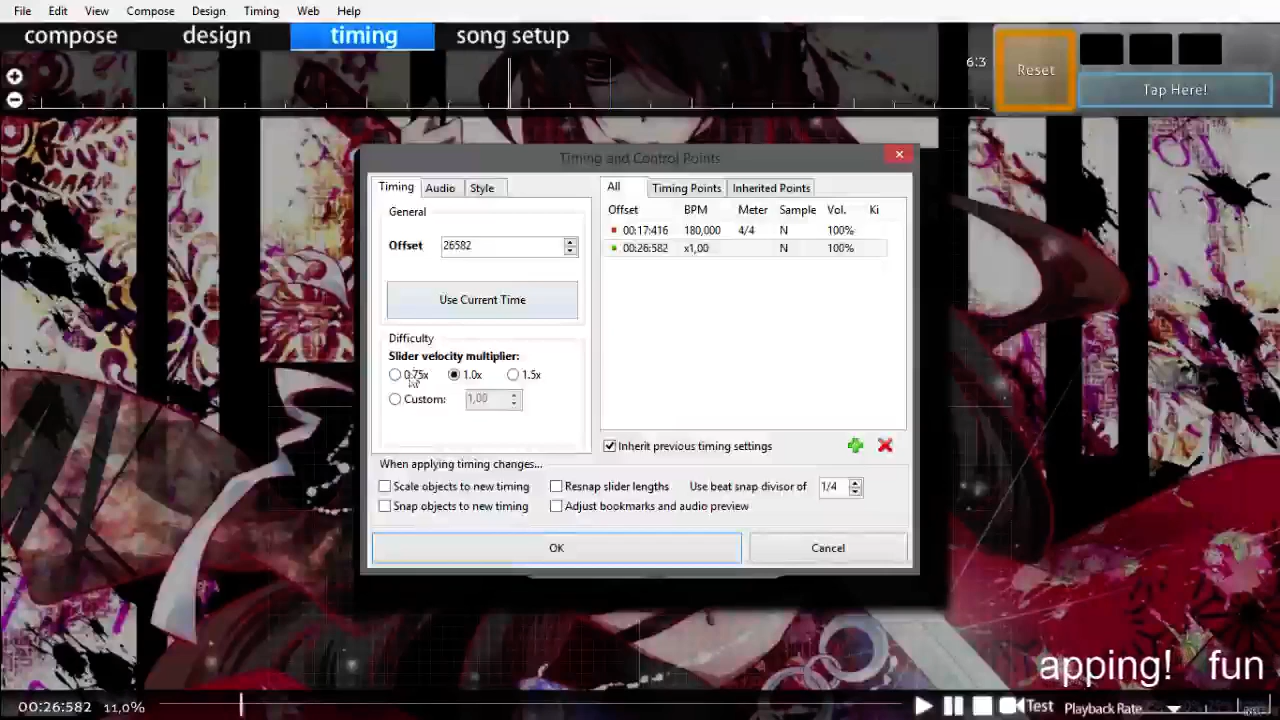 File Edit View Compose Design Timing Web Help
compose design timing song setup
6:3
Reset
Tap Here!
Timing and Control Points
Timing Audio Style
General
Offset 26582
Use Current Time
Difficulty
Slider velocity multiplier:
0.75x 1.0x 1.5x
Custom: 1,00
All Timing Points Inherited Points
Offset BPM Meter Sample Vol. Ki
00:17:416 180,000 4/4 N 100%
00:26:582 x1,00 N 100%
Inherit previous timing settings
When applying timing changes...
Scale objects to new timing Resnap slider lengths Use beat snap divisor of 1/4
Snap objects to new timing Adjust bookmarks and audio preview
OK Cancel
apping! fun
00:26:582 11,0% Test Playback Rate